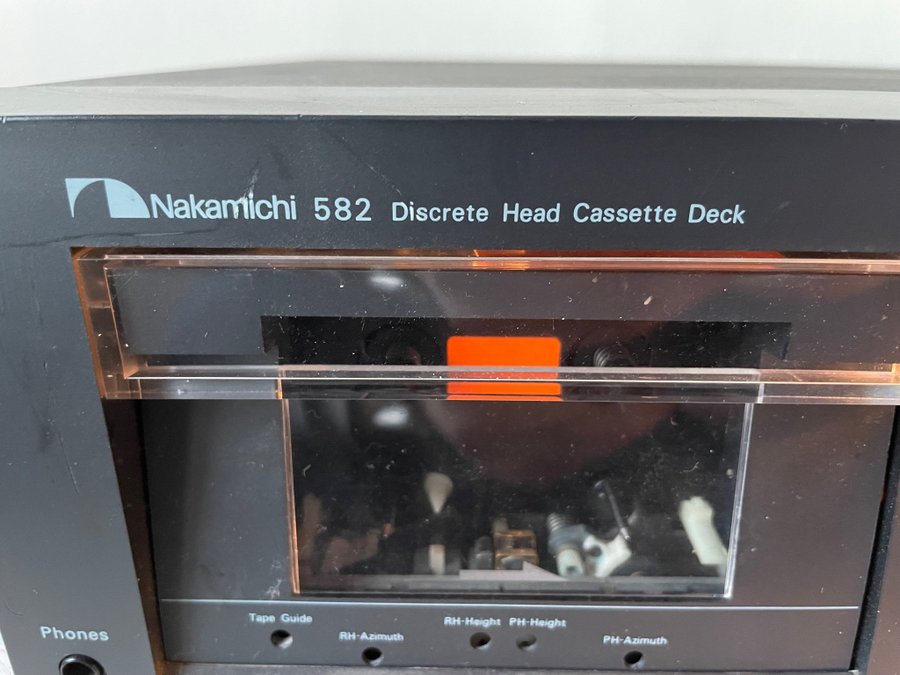 Nakamichi 582 Discrete Head Cassette Deck
Tape Guide
RH-Azimuth
RH-Height
PH-Height
PH-Azimuth
Phones